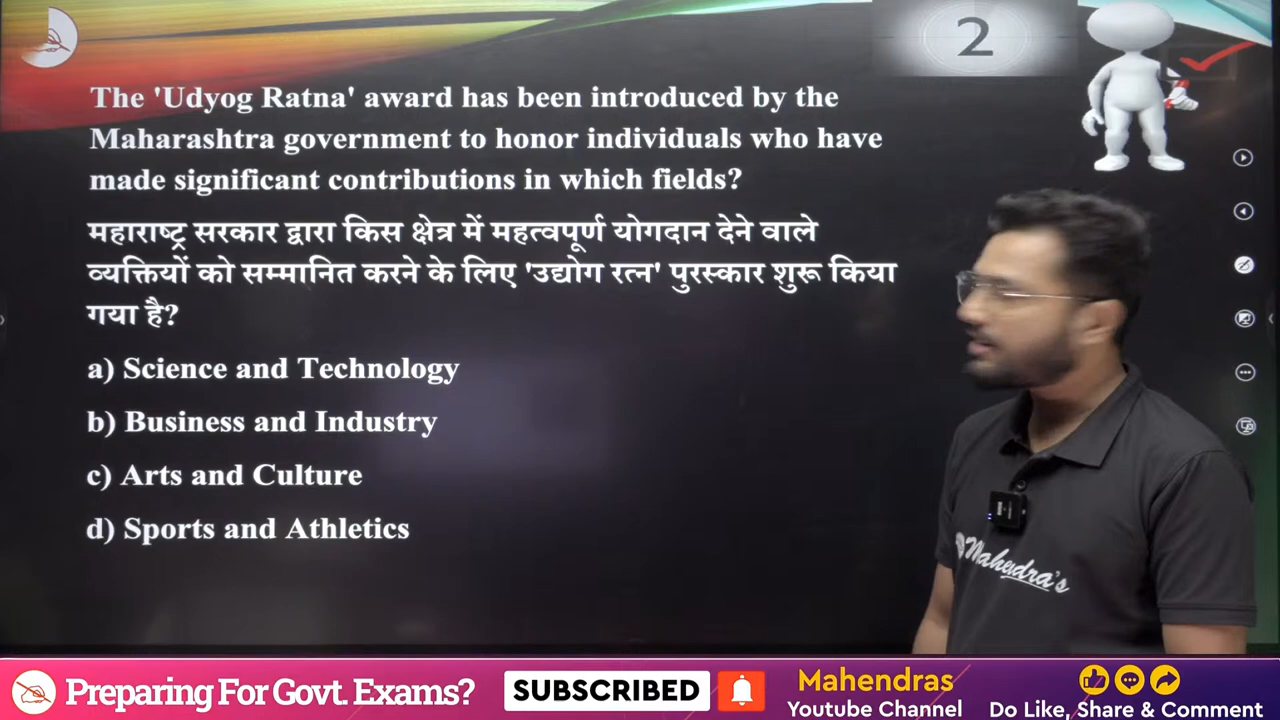 2
The 'Udyog Ratna' award has been introduced by the
Maharashtra government to honor individuals who have
made significant contributions in which fields?
महाराष्ट्र सरकार द्वारा किस क्षेत्र में महत्वपूर्ण योगदान देने वाले
व्यक्तियों को सम्मानित करने के लिए 'उद्योग रत्न' पुरस्कार शुरू किया
गया है?
a) Science and Technology
b) Business and Industry
c) Arts and Culture
d) Sports and Athletics
Mahendra's
Preparing For Govt. Exams?
SUBSCRIBED
Mahendras
Youtube Channel
Do Like, Share & Comment